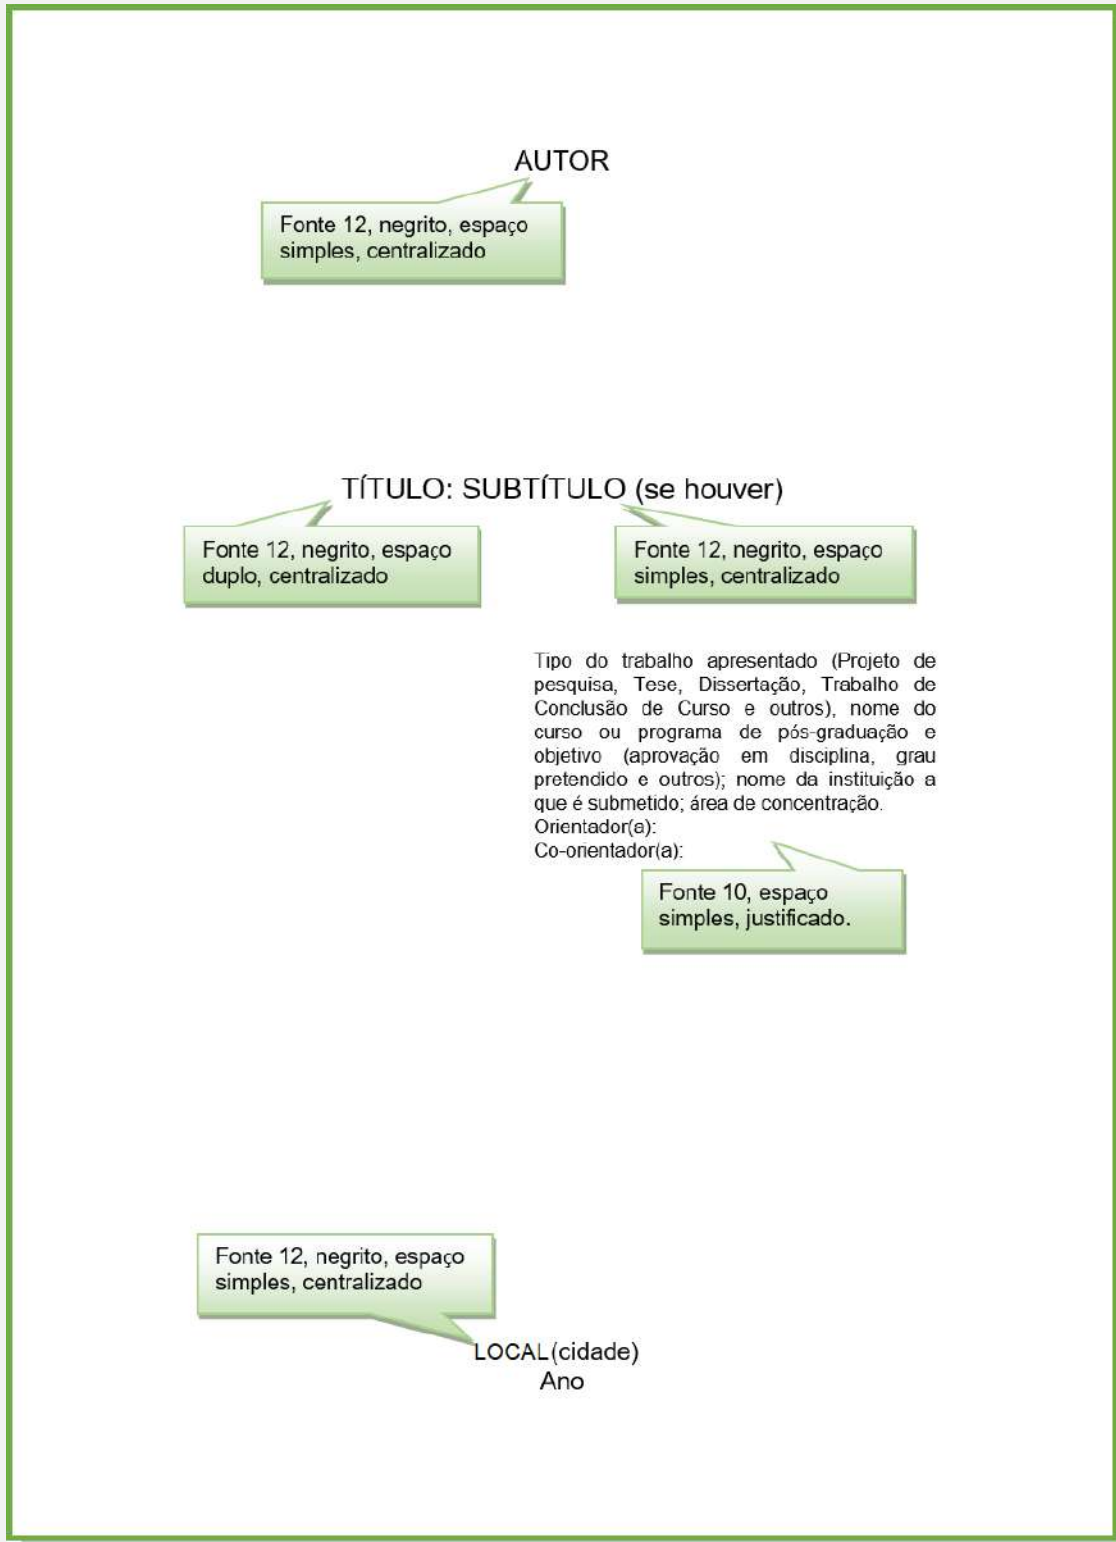 AUTOR
Fonte 12, negrito, espaço
simples, centralizado
TÍTULO: SUBTÍTULO (se houver)
Fonte 12, negrito, espaço
duplo, centralizado
Fonte 12, negrito, espaço
simples, centralizado
Tipo do trabalho apresentado (Projeto de
pesquisa, Tese, Dissertação, Trabalho de
Conclusão de Curso e outros), nome do
curso ou programa de pós-graduação e
objetivo (aprovação em disciplina, grau
pretendido e outros); nome da instituição a
que é submetido; área de concentração.
Orientador(a):
Co-orientador(a):
Fonte 10, espaço
simples, justificado.
Fonte 12, negrito, espaço
simples, centralizado
LOCAL(cidade)
Ano